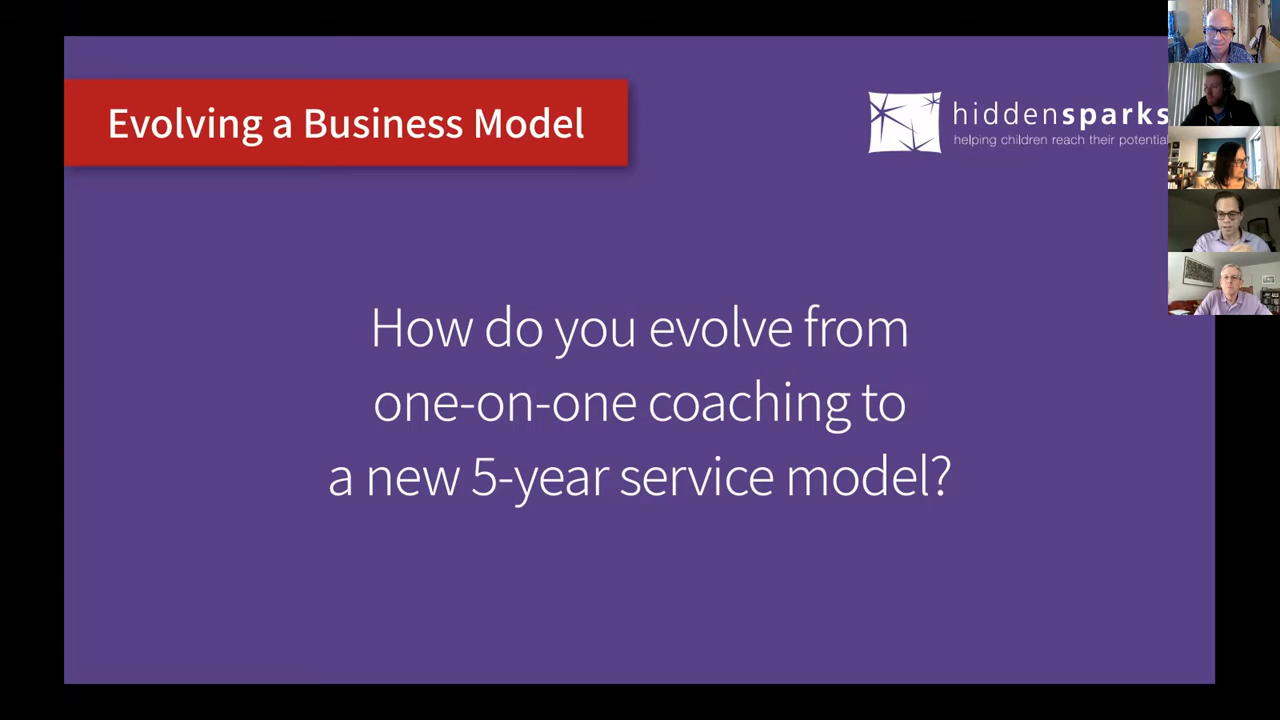 Evolving a Business Model
hiddensparks
helping children reach their potential
How do you evolve from
one-on-one coaching to
a new 5-year service model?